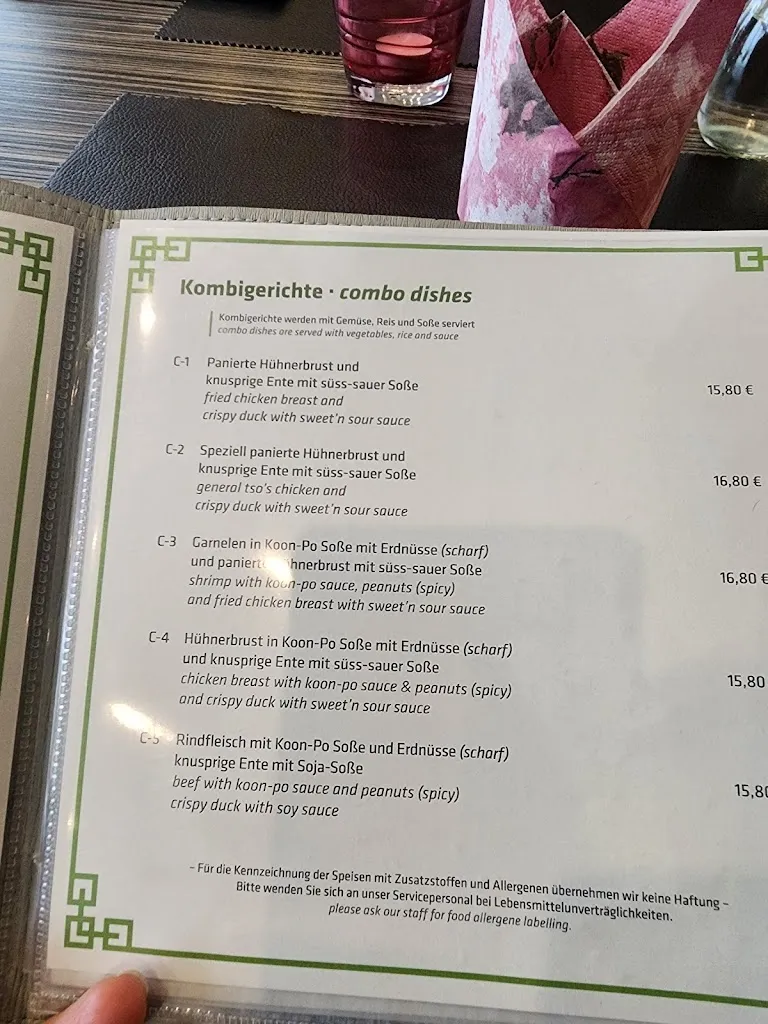 Kombigerichte · combo dishes
Kombigerichte werden mit Gemüse, Reis und Soße serviert
combo dishes are served with vegetables, rice and sauce
C-1 Panierte Hühnerbrust und
knusprige Ente mit süss-sauer Soße
fried chicken breast and
crispy duck with sweet'n sour sauce
15,80 €
C-2 Speziell panierte Hühnerbrust und
knusprige Ente mit süss-sauer Soße
general tso's chicken and
crispy duck with sweet'n sour sauce
16,80 €
C-3 Garnelen in Koon-Po Soße mit Erdnüsse (scharf)
und panierte Hühnerbrust mit süss-sauer Soße
shrimp with koon-po sauce, peanuts (spicy)
and fried chicken breast with sweet'n sour sauce
16,80 €
C-4 Hühnerbrust in Koon-Po Soße mit Erdnüsse (scharf)
und knusprige Ente mit süss-sauer Soße
chicken breast with koon-po sauce & peanuts (spicy)
and crispy duck with sweet'n sour sauce
15,80
C-5 Rindfleisch mit Koon-Po Soße und Erdnüsse (scharf)
knusprige Ente mit Soja-Soße
beef with koon-po sauce and peanuts (spicy)
crispy duck with soy sauce
15,80
– Für die Kennzeichnung der Speisen mit Zusatzstoffen und Allergenen übernehmen wir keine Haftung –
Bitte wenden Sie sich an unser Servicepersonal bei Lebensmittelunverträglichkeiten.
please ask our staff for food allergene labelling.